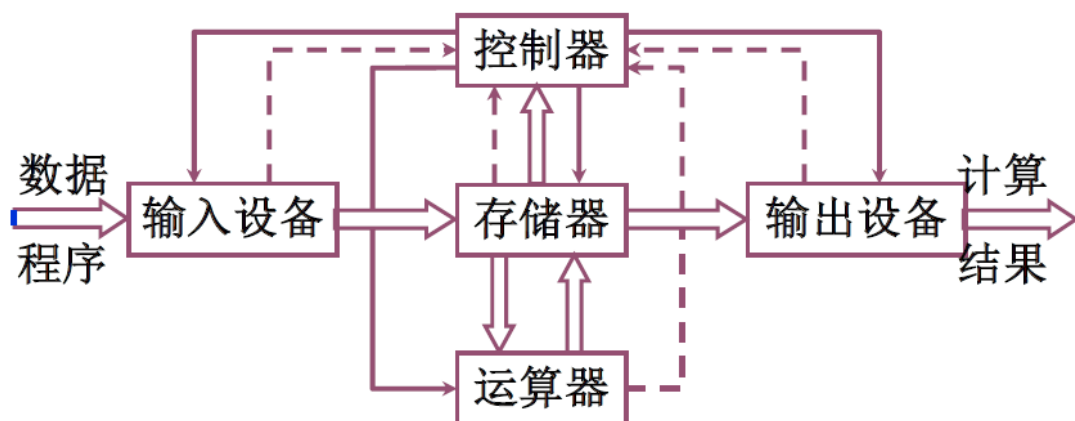 控制器
数据
程序
输入设备
存储器
输出设备
计算
结果
运算器